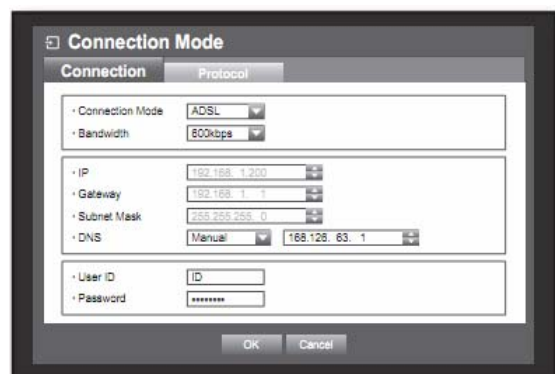 Connection Mode
Connection Protocol
· Connection Mode ADSL
· Bandwidth 600kbps
· IP 192.168. 1.200
· Gateway 192.168. 1. 1
· Subnet Mask 255.255.255. 0
· DNS Manual 168.126. 63. 1
· User ID ID
· Password ********
OK Cancel